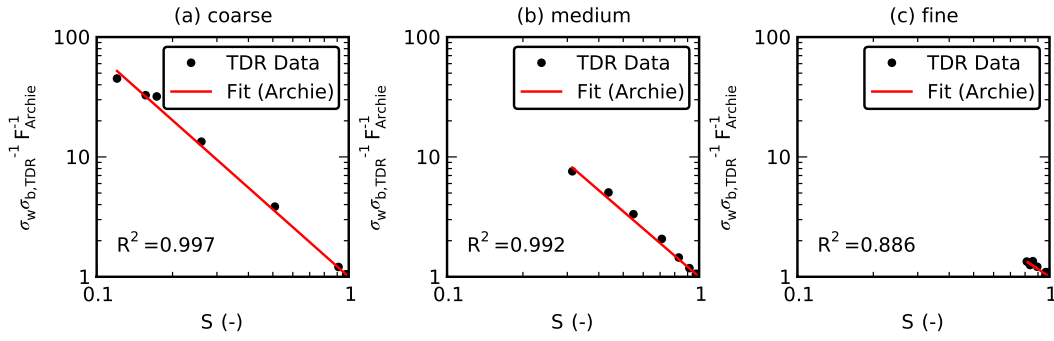 (a) coarse
100
10
1
0.1
1
σwσb,TDR-1 FArchie-1
S (-)
TDR Data
Fit (Archie)
R2=0.997
(b) medium
100
10
1
0.1
1
σwσb,TDR-1 FArchie-1
S (-)
TDR Data
Fit (Archie)
R2=0.992
(c) fine
100
10
1
0.1
1
σwσb,TDR-1 FArchie-1
S (-)
TDR Data
Fit (Archie)
R2=0.886